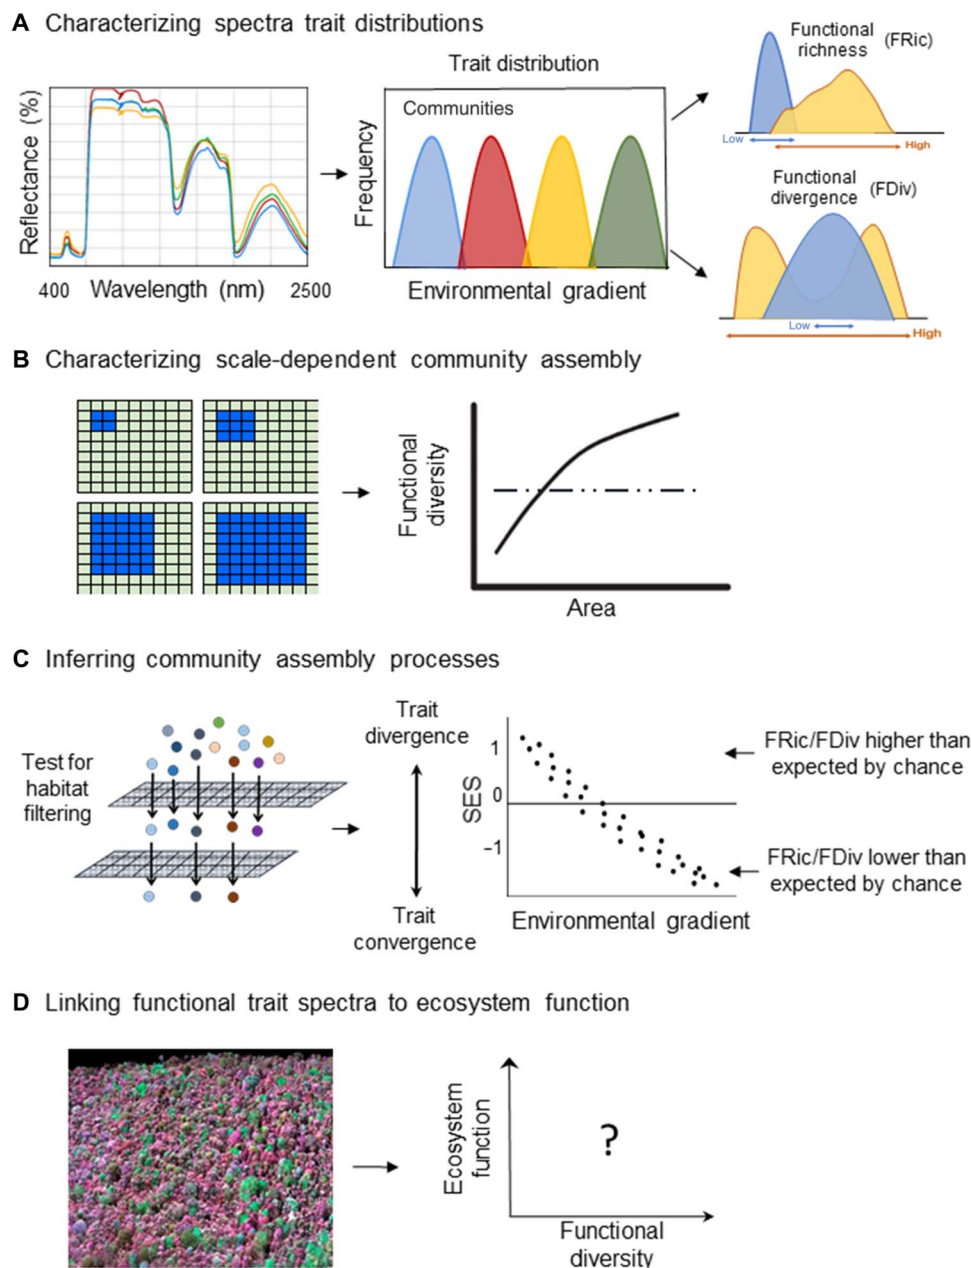 A Characterizing spectra trait distributions
Reflectance (%)
400 Wavelength (nm) 2500
Trait distribution
Communities
Frequency
Environmental gradient
Functional
richness (FRic)
Low
High
Functional
divergence (FDiv)
Low
High
B Characterizing scale-dependent community assembly
Functional
diversity
Area
C Inferring community assembly processes
Test for
habitat
filtering
Trait
divergence
Trait
convergence
SES
1
0
−1
Environmental gradient
FRic/FDiv higher than
expected by chance
FRic/FDiv lower than
expected by chance
D Linking functional trait spectra to ecosystem function
Ecosystem
function
?
Functional
diversity